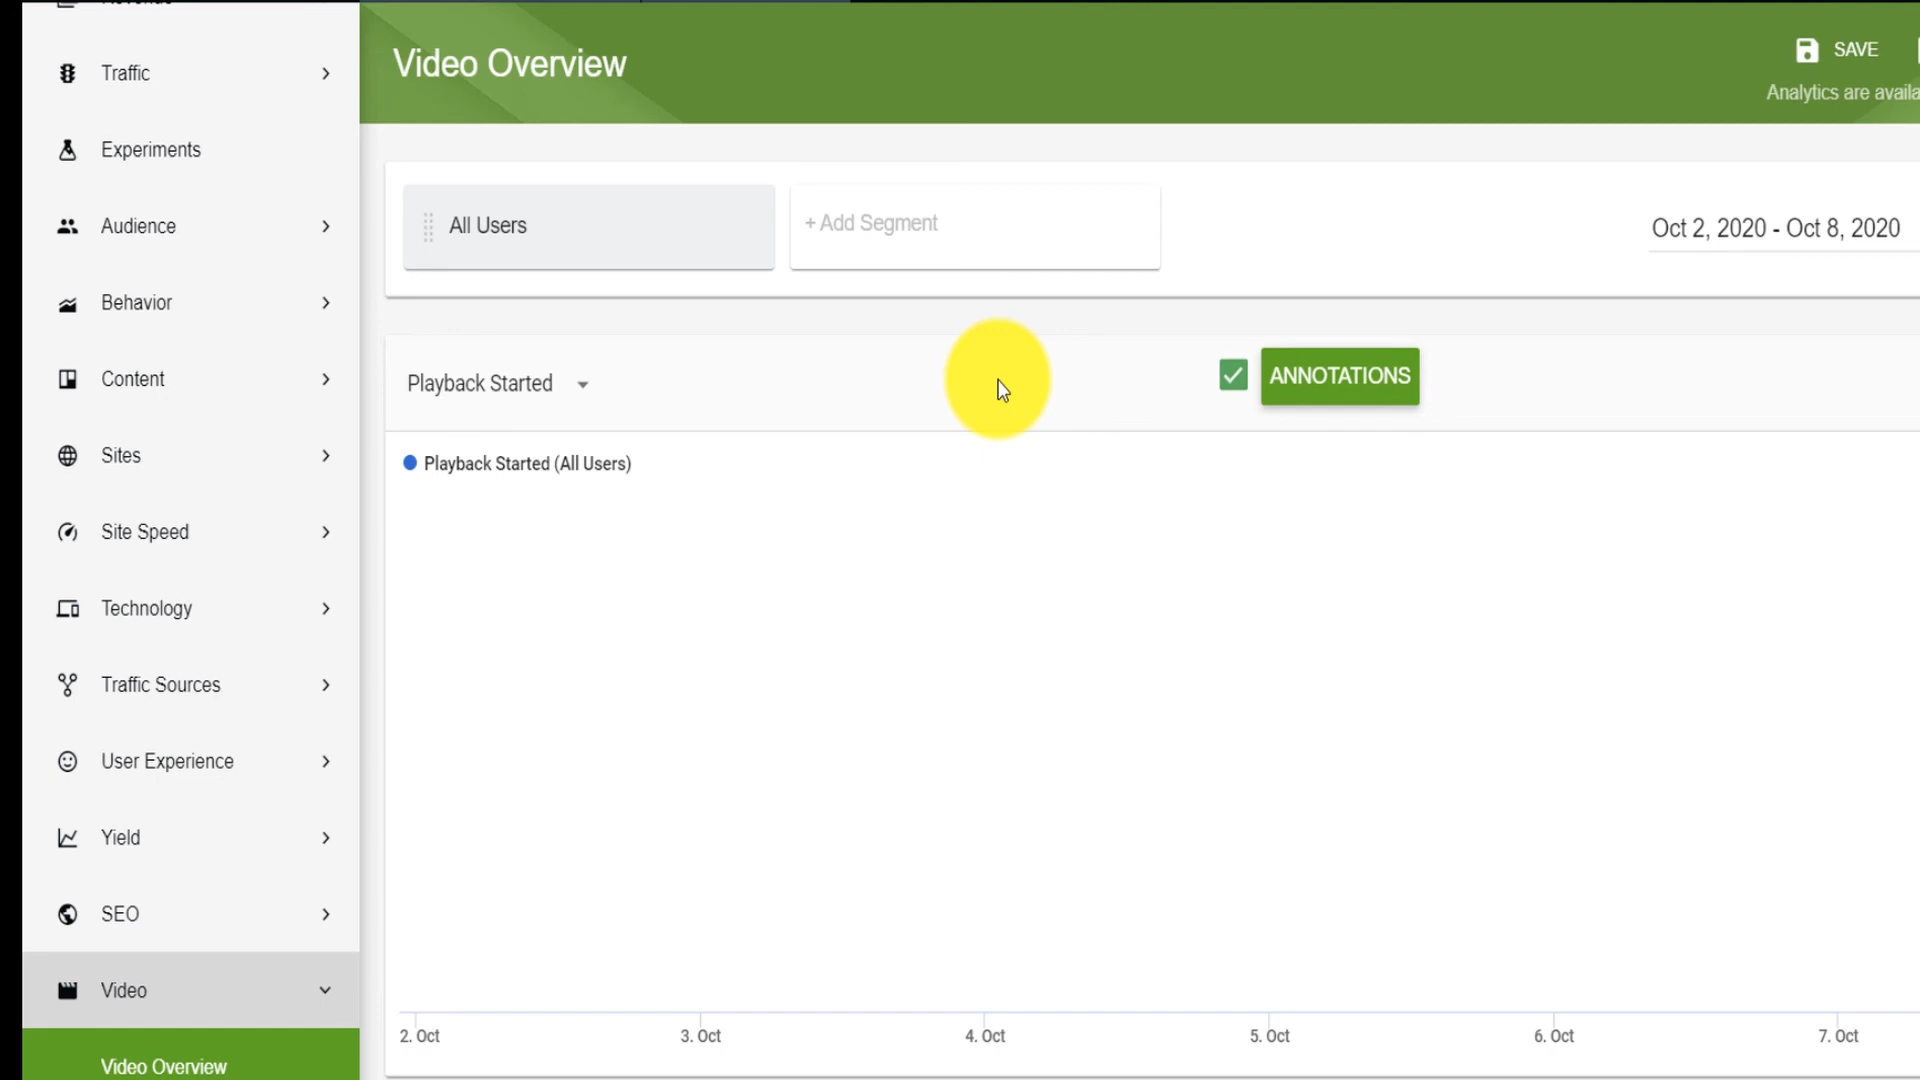 Traffic
Experiments
Audience
Behavior
Content
Sites
Site Speed
Technology
Traffic Sources
User Experience
Yield
SEO
Video
Video Overview
Video Overview
SAVE
Analytics are availa
All Users
+ Add Segment
Oct 2, 2020 - Oct 8, 2020
Playback Started
ANNOTATIONS
Playback Started (All Users)
2. Oct
3. Oct
4. Oct
5. Oct
6. Oct
7. Oct